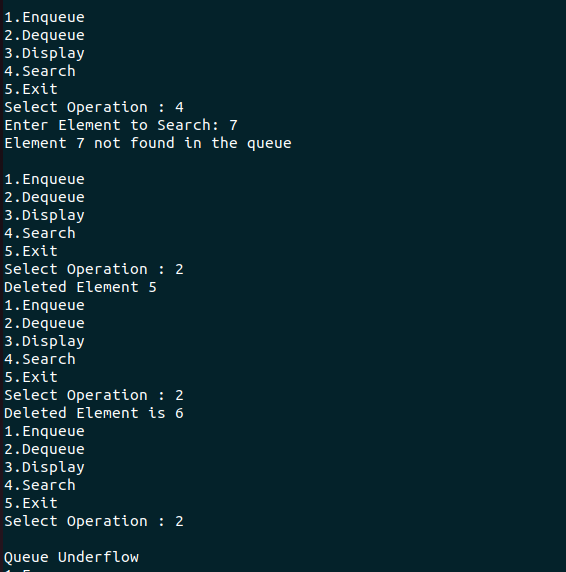 1.Enqueue
2.Dequeue
3.Display
4.Search
5.Exit
Select Operation : 4
Enter Element to Search: 7
Element 7 not found in the queue
1.Enqueue
2.Dequeue
3.Display
4.Search
5.Exit
Select Operation : 2
Deleted Element 5
1.Enqueue
2.Dequeue
3.Display
4.Search
5.Exit
Select Operation : 2
Deleted Element is 6
1.Enqueue
2.Dequeue
3.Display
4.Search
5.Exit
Select Operation : 2
Queue Underflow